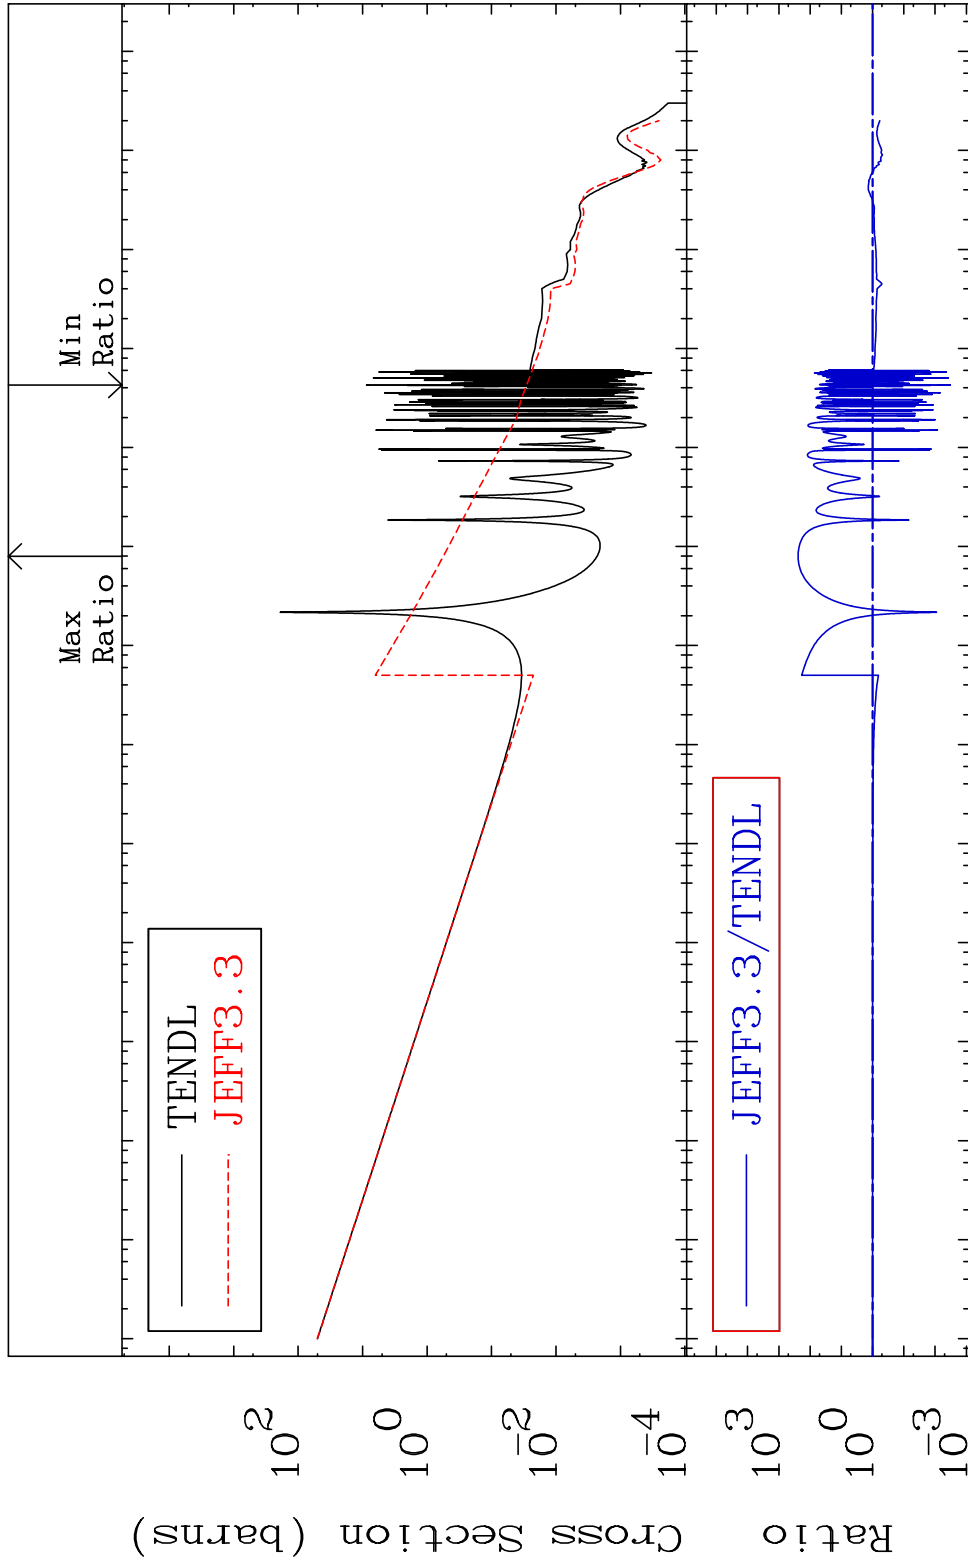 Max
Ratio
Min
Ratio
TENDL
JEFF3.3
JEFF3.3/TENDL
Cross Section (barns)
10^2
10^0
10^-2
10^-4
Ratio
10^3
10^0
10^-3